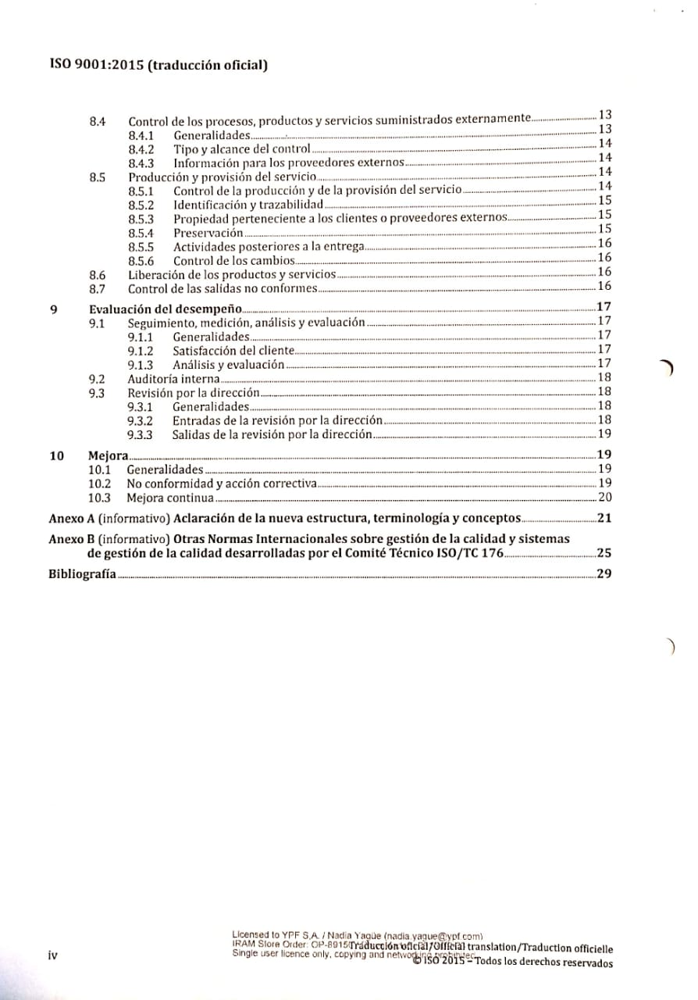 ISO 9001:2015 (traducción oficial)
8.4 Control de los procesos, productos y servicios suministrados externamente 13
8.4.1 Generalidades 13
8.4.2 Tipo y alcance del control 14
8.4.3 Información para los proveedores externos 14
8.5 Producción y provisión del servicio 14
8.5.1 Control de la producción y de la provisión del servicio 14
8.5.2 Identificación y trazabilidad 15
8.5.3 Propiedad perteneciente a los clientes o proveedores externos 15
8.5.4 Preservación 15
8.5.5 Actividades posteriores a la entrega 16
8.5.6 Control de los cambios 16
8.6 Liberación de los productos y servicios 16
8.7 Control de las salidas no conformes 16
9 Evaluación del desempeño 17
9.1 Seguimiento, medición, análisis y evaluación 17
9.1.1 Generalidades 17
9.1.2 Satisfacción del cliente 17
9.1.3 Análisis y evaluación 17
9.2 Auditoría interna 18
9.3 Revisión por la dirección 18
9.3.1 Generalidades 18
9.3.2 Entradas de la revisión por la dirección 18
9.3.3 Salidas de la revisión por la dirección 19
10 Mejora 19
10.1 Generalidades 19
10.2 No conformidad y acción correctiva 19
10.3 Mejora continua 20
Anexo A (informativo) Aclaración de la nueva estructura, terminología y conceptos 21
Anexo B (informativo) Otras Normas Internacionales sobre gestión de la calidad y sistemas
de gestión de la calidad desarrolladas por el Comité Técnico ISO/TC 176 25
Bibliografía 29
Licensed to YPF S.A. / Nadia Yagüe (nadia.yague@ypf.com)
IRAM Store Order: Traducción oficial/Official translation/Traduction officielle
Single user licence only, copying and networking prohibited
iv © ISO 2015 – Todos los derechos reservados